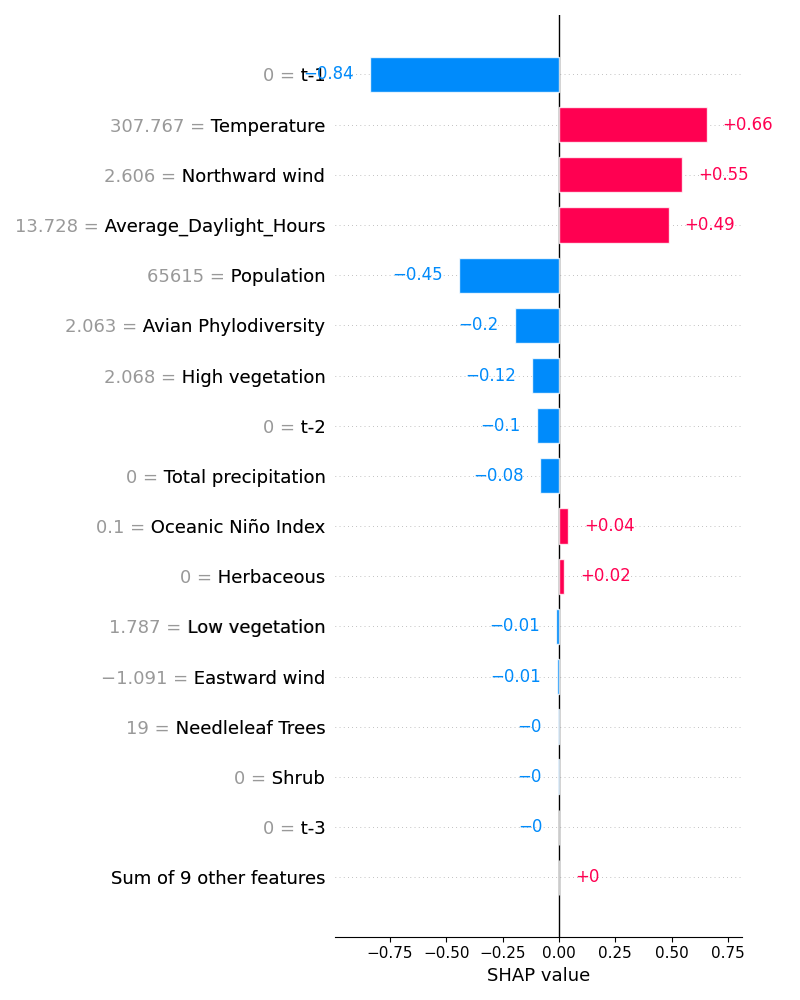 0 = t-1 −0.84
307.767 = Temperature +0.66
2.606 = Northward wind +0.55
13.728 = Average_Daylight_Hours +0.49
65615 = Population −0.45
2.063 = Avian Phylodiversity −0.2
2.068 = High vegetation −0.12
0 = t-2 −0.1
0 = Total precipitation −0.08
0.1 = Oceanic Niño Index +0.04
0 = Herbaceous +0.02
1.787 = Low vegetation −0.01
−1.091 = Eastward wind −0.01
19 = Needleleaf Trees −0
0 = Shrub −0
0 = t-3 −0
Sum of 9 other features +0
−0.75 −0.50 −0.25 0.00 0.25 0.50 0.75
SHAP value